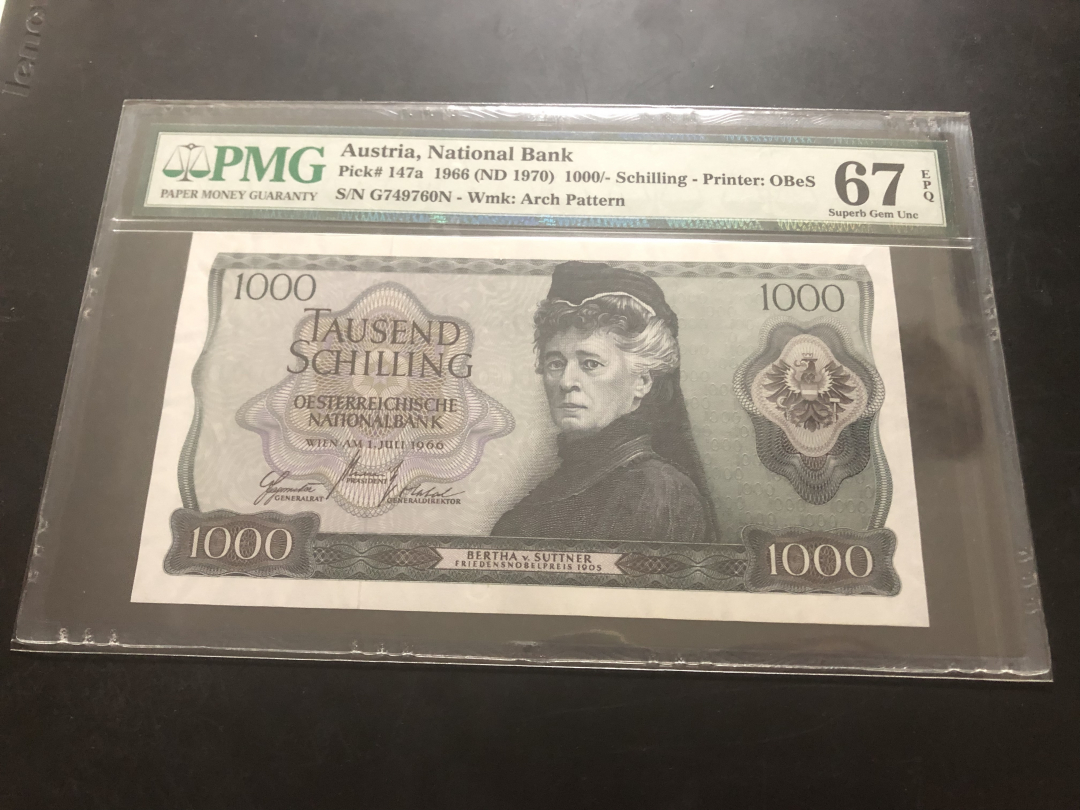 PMG
PAPER MONEY GUARANTY
Austria, National Bank
Pick# 147a 1966 (ND 1970) 1000/- Schilling - Printer: OBeS
S/N G749760N - Wmk: Arch Pattern
67
EPQ
Superb Gem Unc
1000
1000
TAUSEND
SCHILLING
OESTERREICHISCHE
NATIONALBANK
WIEN AM 1. JULI 1966
GENERALRAT
PRÄSIDENT
GENERALDIREKTOR
1000
BERTHA v. SUTTNER
FRIEDENSNOBELPREIS 1905
1000